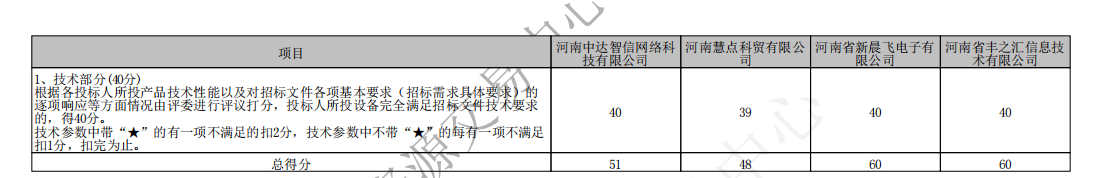 项目
河南中达智信网络科
技有限公司
河南慧点科贸有限公
司
河南省新晨飞电子有
限公司
河南省丰之汇信息技
术有限公司
1、技术部分(40分)
根据各投标人所投产品技术性能以及对招标文件各项基本要求（招标需求具体要求）的
逐项响应等方面情况由评委进行评议打分，投标人所投设备完全满足招标文件技术要求
的，得40分。
技术参数中带“★”的有一项不满足的扣2分，技术参数中不带“★”的每有一项不满足
扣1分，扣完为止。
40
39
40
40
总得分
51
48
60
60
源交易中心
中心